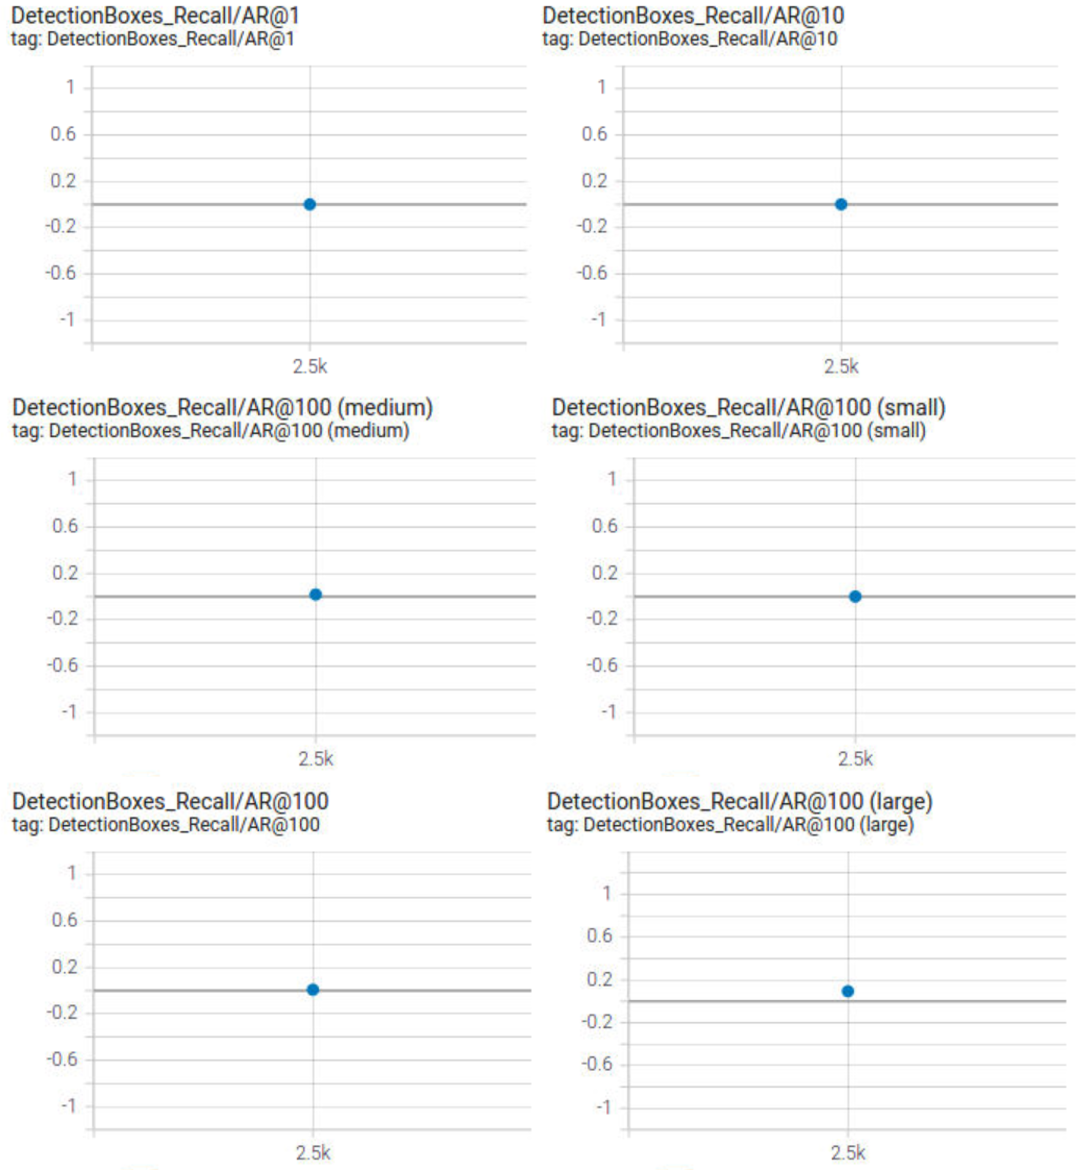 DetectionBoxes_Recall/AR@1
tag: DetectionBoxes_Recall/AR@1
1
0.6
0.2
-0.2
-0.6
-1
2.5k
DetectionBoxes_Recall/AR@10
tag: DetectionBoxes_Recall/AR@10
1
0.6
0.2
-0.2
-0.6
-1
2.5k
DetectionBoxes_Recall/AR@100 (medium)
tag: DetectionBoxes_Recall/AR@100 (medium)
1
0.6
0.2
-0.2
-0.6
-1
2.5k
DetectionBoxes_Recall/AR@100 (small)
tag: DetectionBoxes_Recall/AR@100 (small)
1
0.6
0.2
-0.2
-0.6
-1
2.5k
DetectionBoxes_Recall/AR@100
tag: DetectionBoxes_Recall/AR@100
1
0.6
0.2
-0.2
-0.6
-1
2.5k
DetectionBoxes_Recall/AR@100 (large)
tag: DetectionBoxes_Recall/AR@100 (large)
1
0.6
0.2
-0.2
-0.6
-1
2.5k